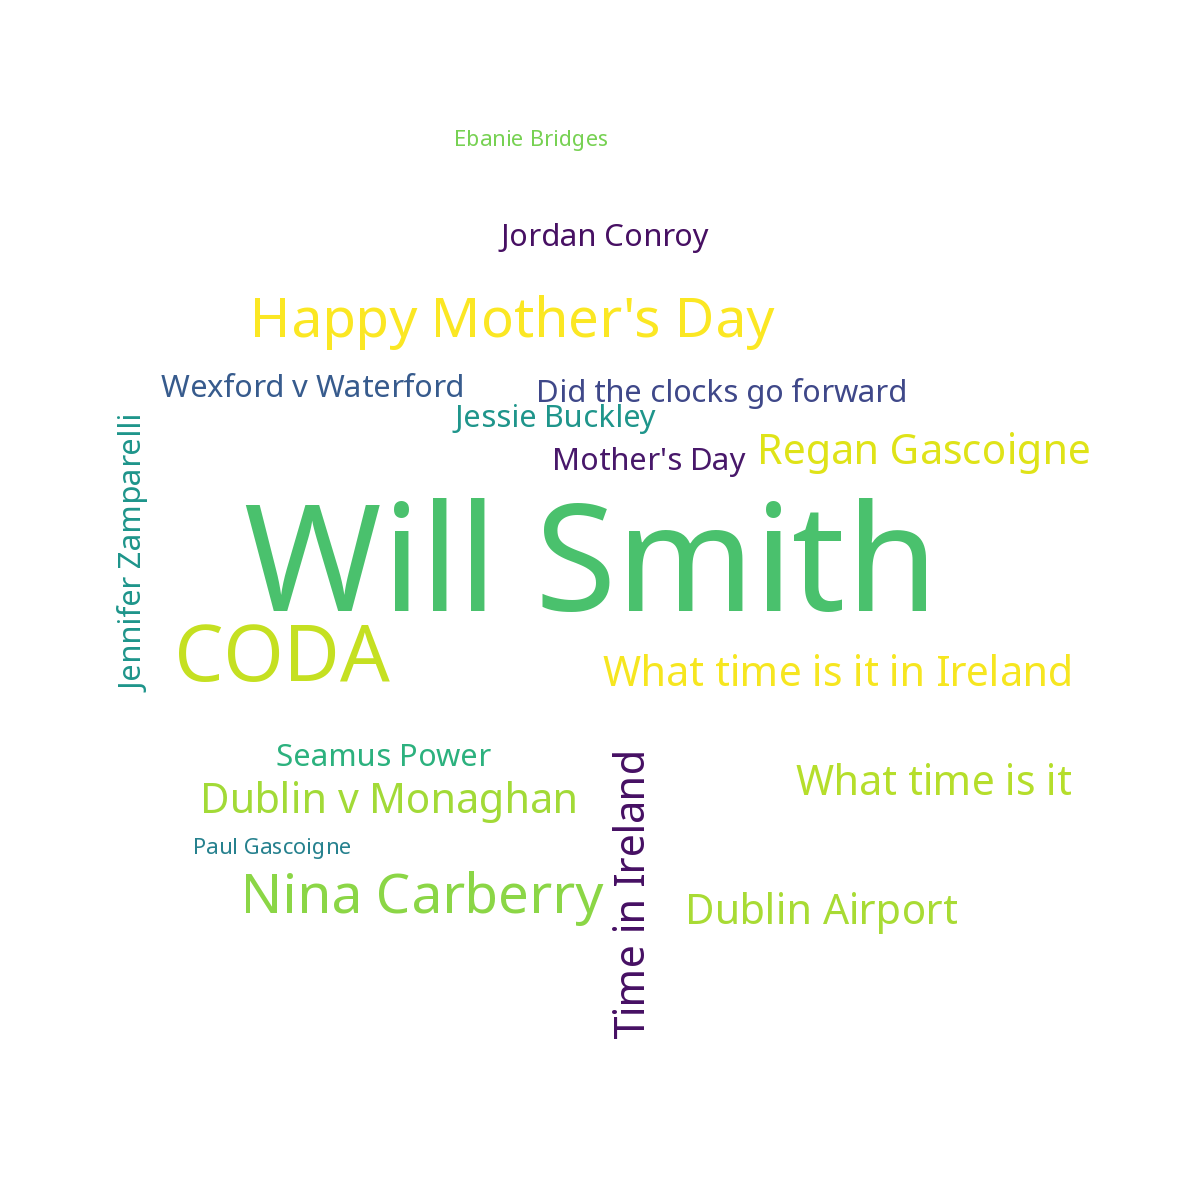 Ebanie Bridges
Jordan Conroy
Happy Mother's Day
Wexford v Waterford
Did the clocks go forward
Jessie Buckley
Regan Gascoigne
Mother's Day
Jennifer Zamparelli
Will Smith
CODA
What time is it in Ireland
Seamus Power
What time is it
Dublin v Monaghan
Paul Gascoigne
Nina Carberry
Time in Ireland
Dublin Airport